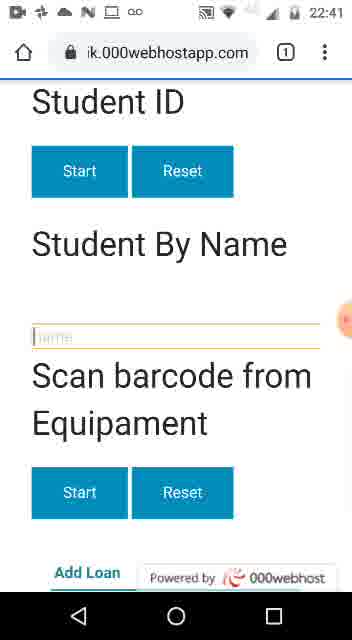 22:41
ik.000webhostapp.com
1
Student ID
Start Reset
Student By Name
name
Scan barcode from
Equipament
Start Reset
Add Loan
Powered by 000webhost